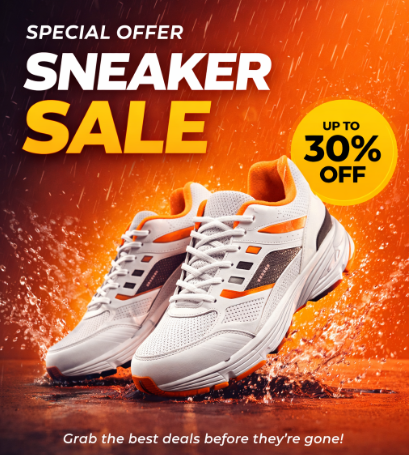 SPECIAL OFFER
SNEAKER
SALE
UP TO
30%
OFF
Grab the best deals before they're gone!